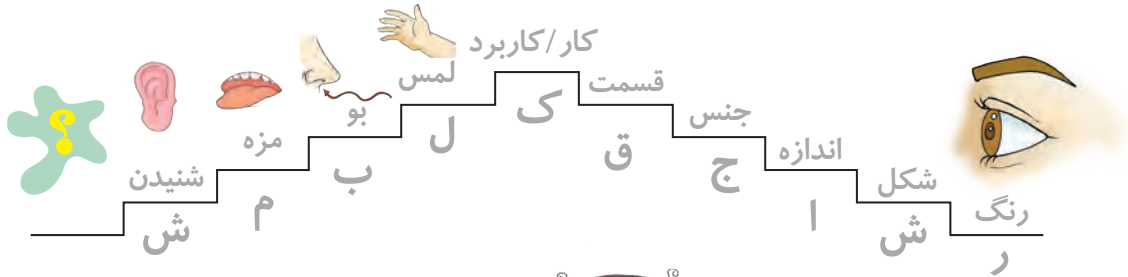 رنگ
ر
شکل
ش
اندازه
ا
جنس
ج
قسمت
ق
کار/کاربرد
ک
لمس
ل
بو
ب
مزه
م
شنیدن
ش
؟